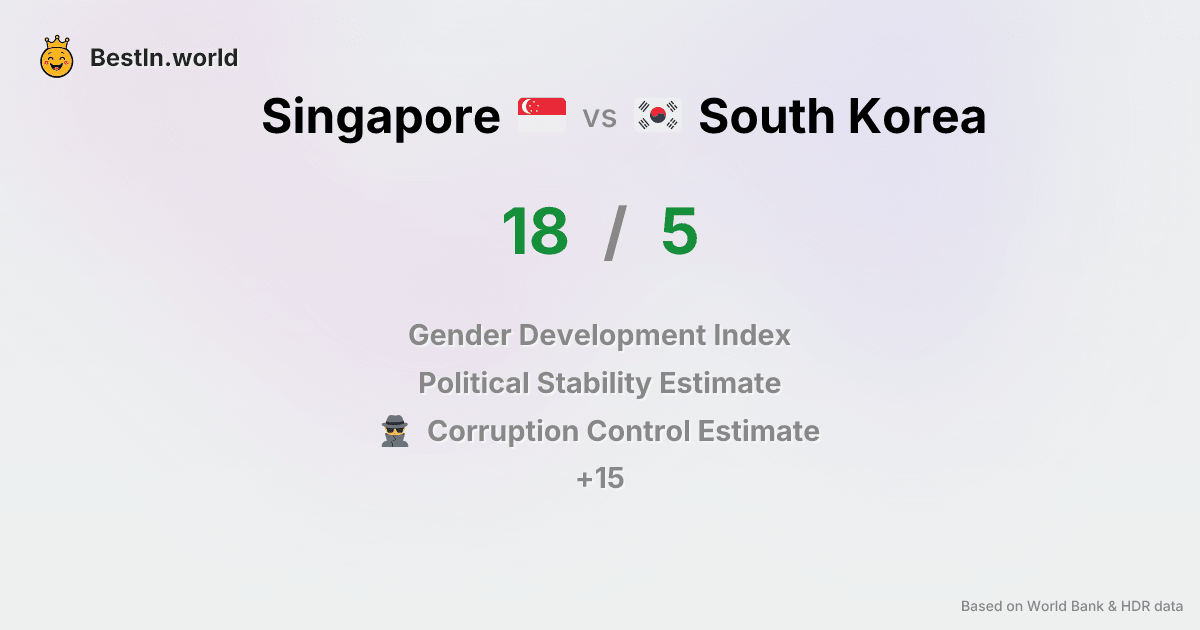 BestIn.world
Singapore vs South Korea
18 / 5
Gender Development Index
Political Stability Estimate
Corruption Control Estimate
+15
Based on World Bank & HDR data